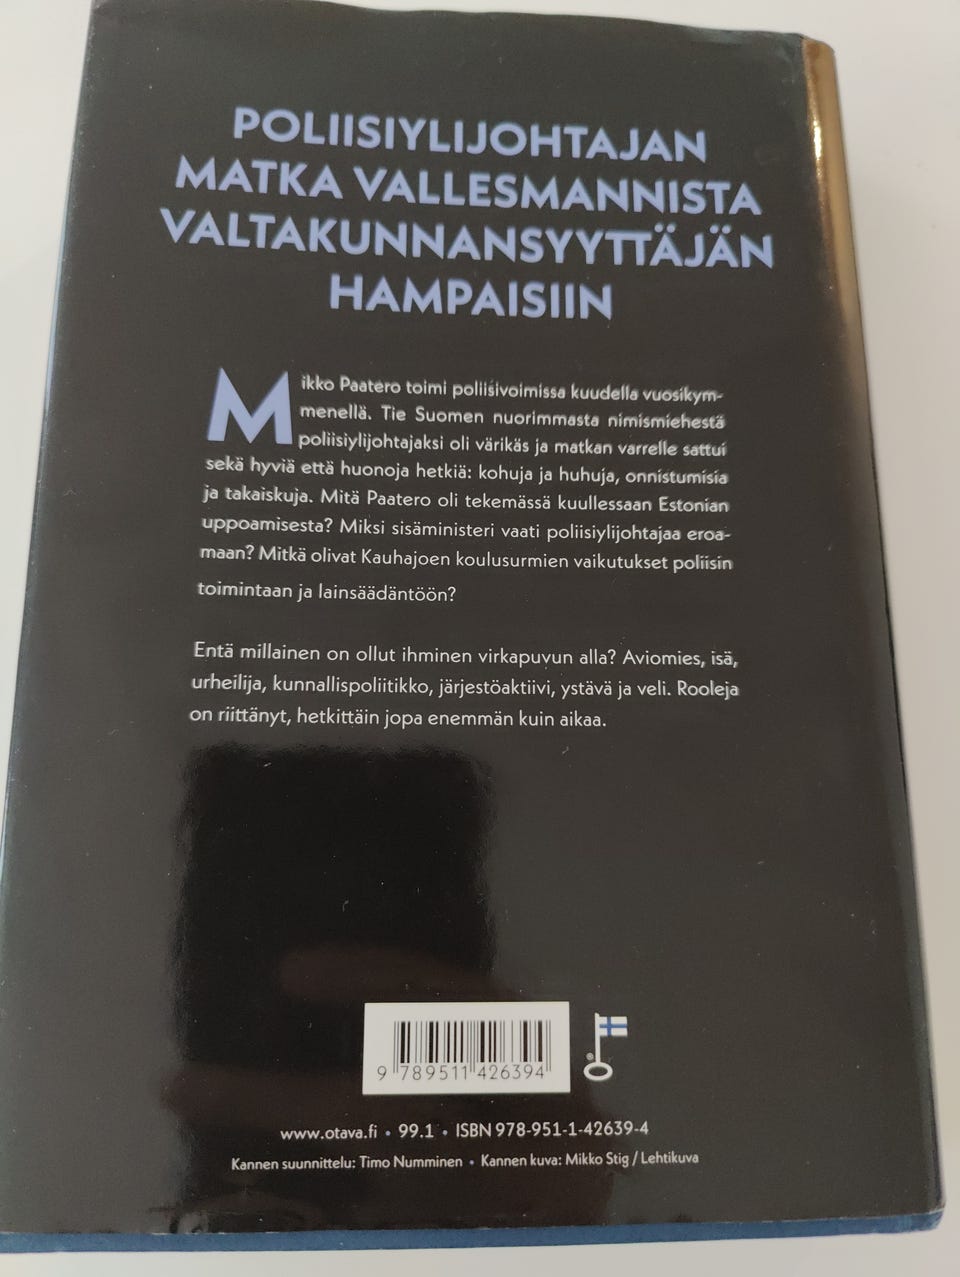 POLIISIYLIJOHTAJAN
MATKA VALLESMANNISTA
VALTAKUNNANSYYTTÄJÄN
HAMPAISIIN
Mikko Paatero toimi poliisivoimissa kuudella vuosikym-
menellä. Tie Suomen nuorimmasta nimismiehestä
poliisiylijohtajaksi oli värikäs ja matkan varrelle sattui
sekä hyviä että huonoja hetkiä: kohuja ja huhuja, onnistumisia
ja takaiskuja. Mitä Paatero oli tekemässä kuullessaan Estonian
uppoamisesta? Miksi sisäministeri vaati poliisiylijohtajaa eroa-
maan? Mitkä olivat Kauhajoen koulusurmien vaikutukset poliisin
toimintaan ja lainsäädäntöön?
Entä millainen on ollut ihminen virkapuvun alla? Aviomies, isä,
urheilija, kunnallispoliitikko, järjestöaktiivi, ystävä ja veli. Rooleja
on riittänyt, hetkittäin jopa enemmän kuin aikaa.
9 789511 426394
www.otava.fi • 99.1 • ISBN 978-951-1-42639-4
Kannen suunnittelu: Timo Numminen • Kannen kuva: Mikko Stig / Lehtikuva